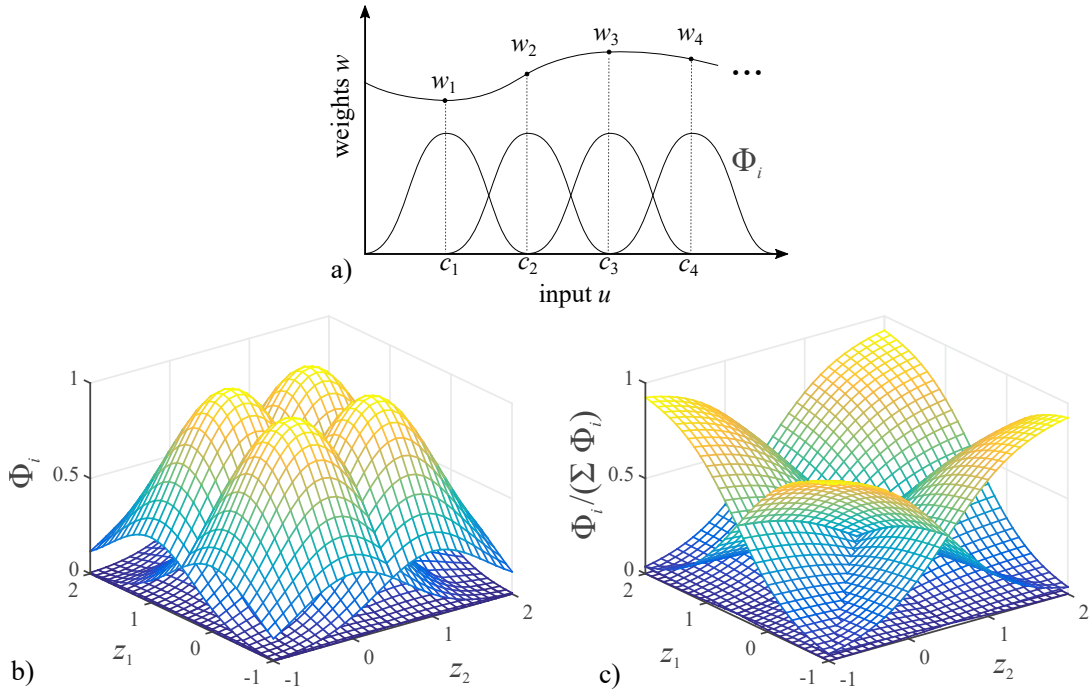 weights w
w₁
w₂
w₃
w₄
...
Φᵢ
c₁
c₂
c₃
c₄
input u
a)
Φᵢ
1
0.5
0
2
1
0
-1
z₁
-1
0
1
2
z₂
b)
Φᵢ/(Σ Φᵢ)
1
0.5
0
2
1
0
-1
z₁
-1
0
1
2
z₂
c)